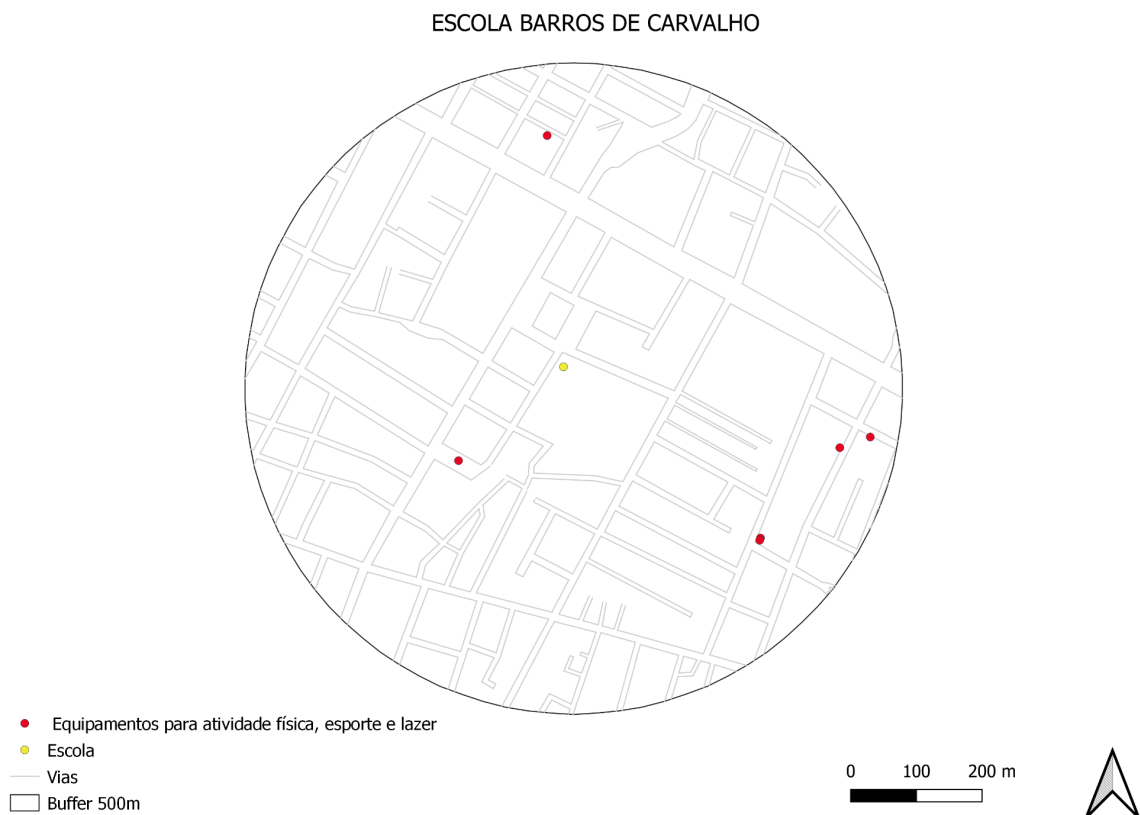 ESCOLA BARROS DE CARVALHO
Equipamentos para atividade física, esporte e lazer
Escola
Vias
Buffer 500m
0 100 200 m